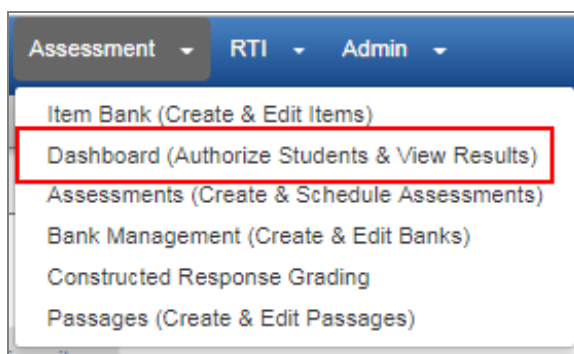 Assessment RTI Admin
Item Bank (Create & Edit Items)
Dashboard (Authorize Students & View Results)
Assessments (Create & Schedule Assessments)
Bank Management (Create & Edit Banks)
Constructed Response Grading
Passages (Create & Edit Passages)